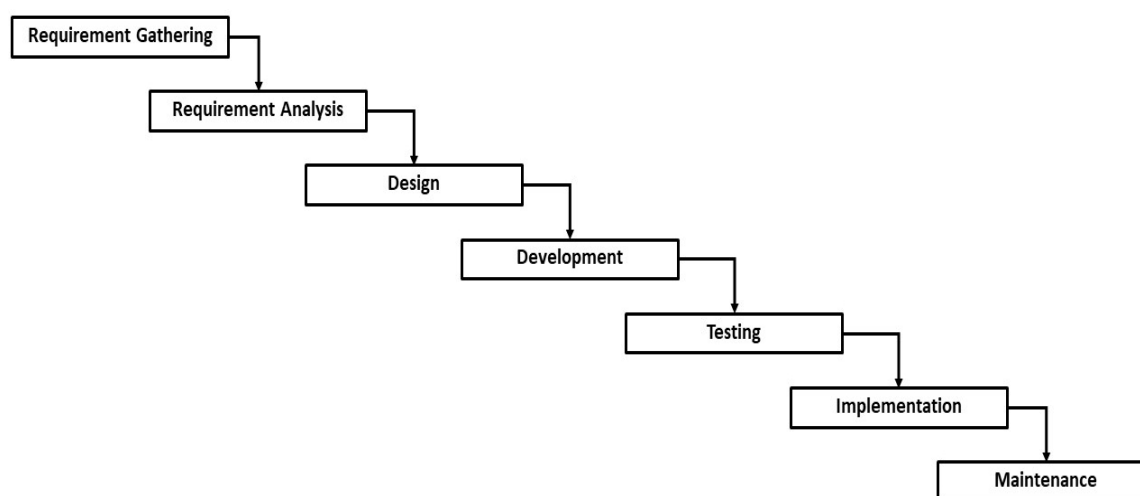 Requirement Gathering
Requirement Analysis
Design
Development
Testing
Implementation
Maintenance